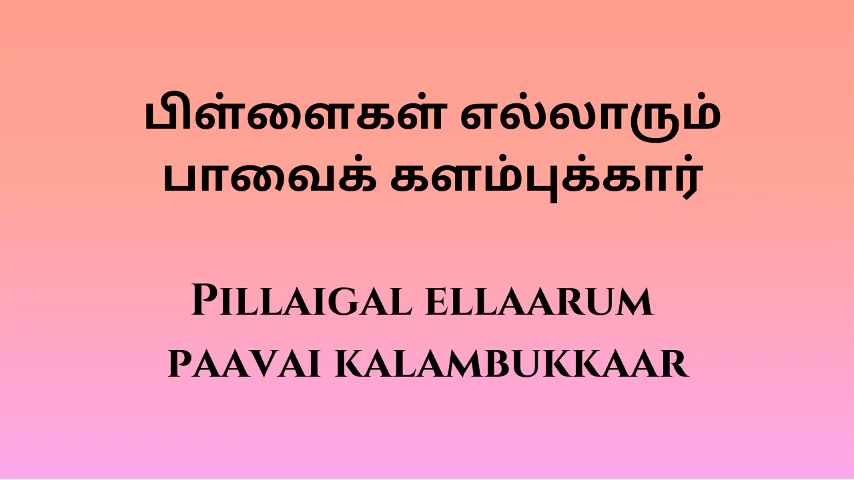 பிள்ளைகள் எல்லாரும்
பாவைக் களம்புக்கார்
Pillaigal ellaarum
paavai kalambukkaar